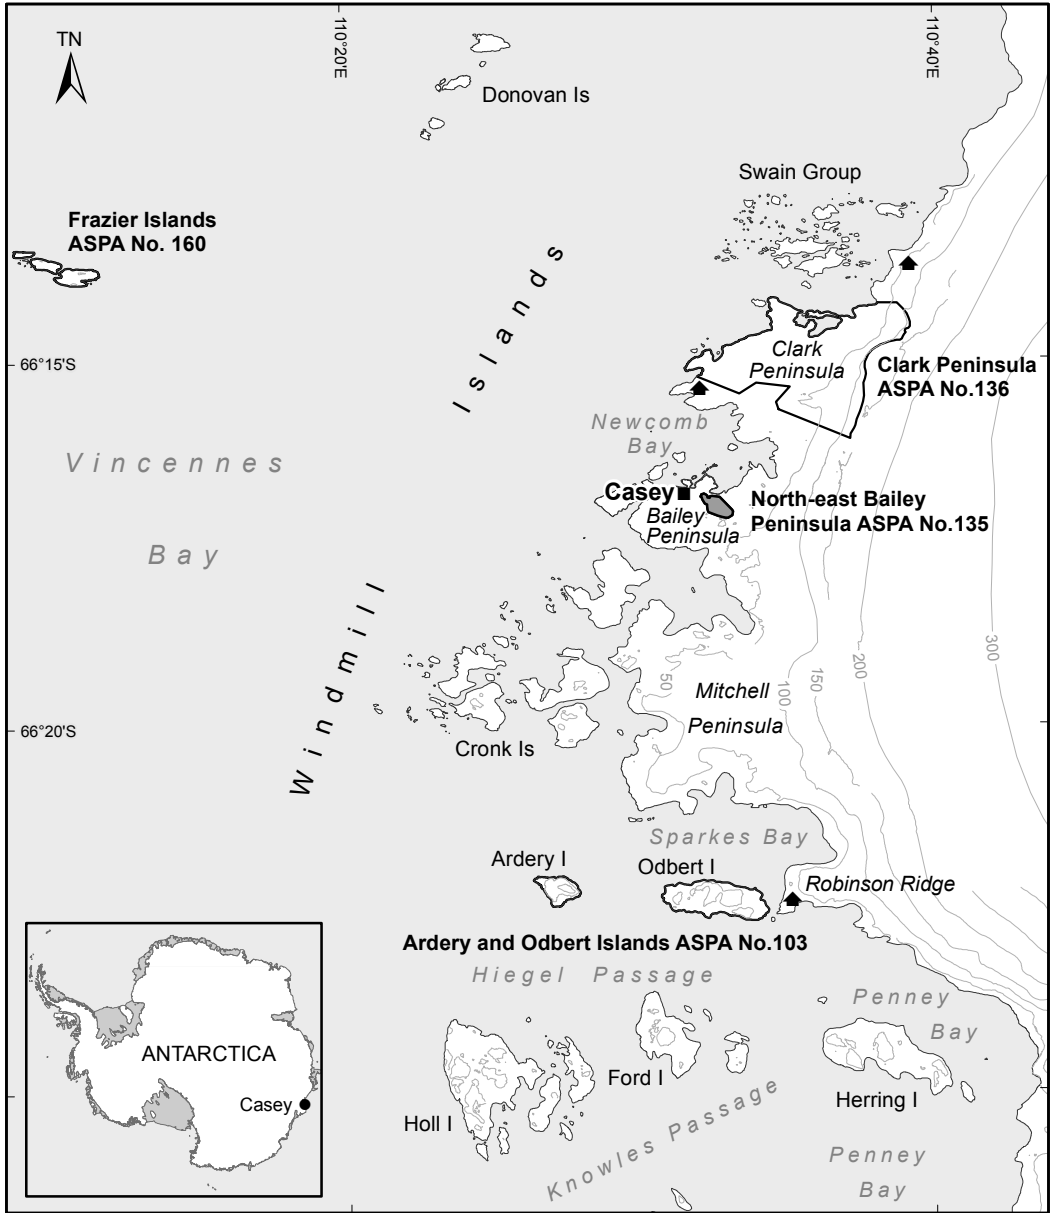 110°20'E
110°40'E
TN
Donovan Is
Swain Group
Frazier Islands
ASPA No. 160
Windmill Islands
66°15'S
Clark
Peninsula
Clark Peninsula
ASPA No.136
Newcomb
Bay
Vincennes
Bay
Casey
North-east Bailey
Peninsula ASPA No.135
Bailey
Peninsula
50
100
150
200
300
Mitchell
Peninsula
66°20'S
Cronk Is
Sparkes Bay
Ardery I
Odbert I
Robinson Ridge
Ardery and Odbert Islands ASPA No.103
Hiegel Passage
Penney
Bay
Ford I
Herring I
Holl I
Knowles Passage
Penney
Bay
ANTARCTICA
Casey